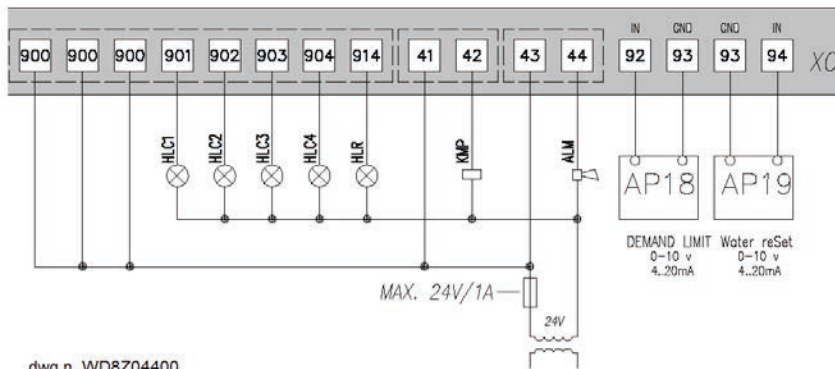 IN GND GND IN
900 900 900 901 902 903 904 914 41 42 43 44 92 93 93 94
HLC1 HLC2 HLC3 HLC4 HLR KMP ALM
AP18 AP19
DEMAND LIMIT Water reSet
0-10 v 0-10 v
4..20mA 4..20mA
MAX. 24V/1A
24V
dwg n. WD8Z04400